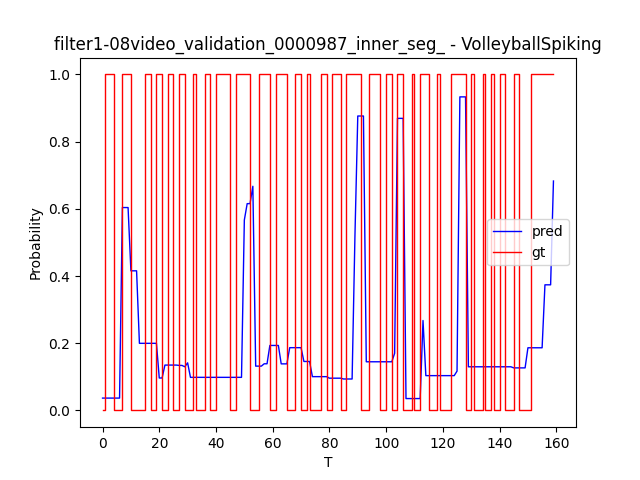 filter1-08video_validation_0000987_inner_seg_ - VolleyballSpiking
1.0
0.8
0.6
0.4
0.2
0.0
Probability
pred
gt
0 20 40 60 80 100 120 140 160
T